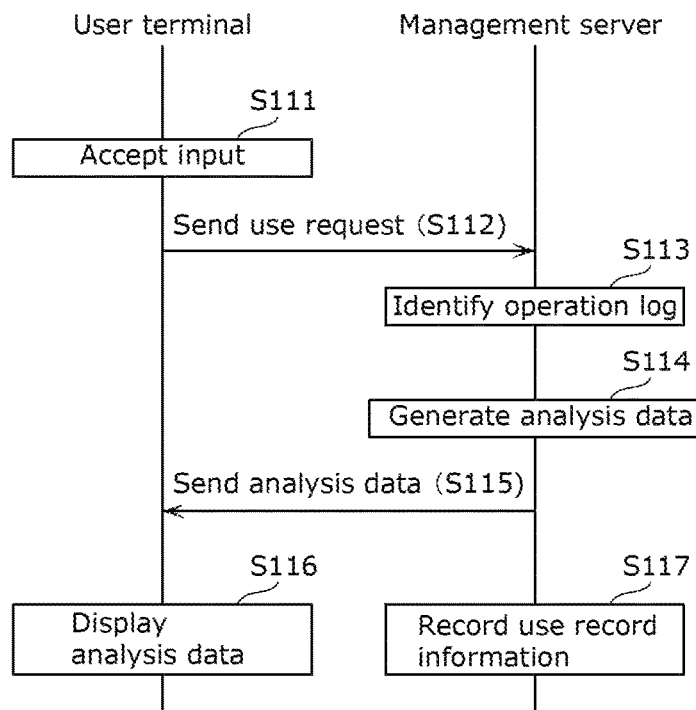 User terminal
Management server
S111
Accept input
Send use request (S112)
S113
Identify operation log
S114
Generate analysis data
Send analysis data (S115)
S116
S117
Display
analysis data
Record use record
information